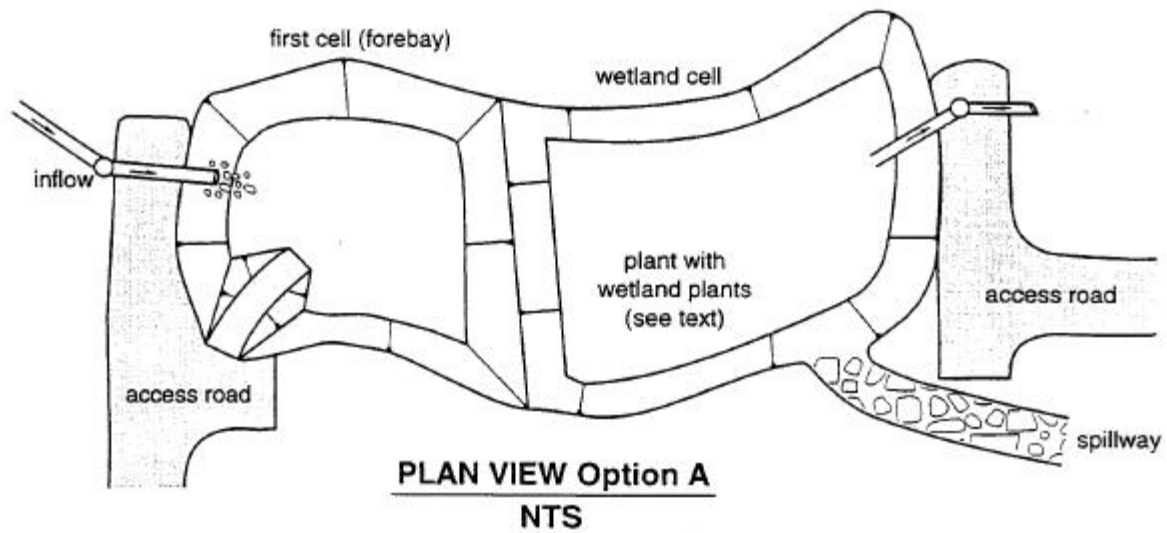 first cell (forebay)
wetland cell
inflow
plant with
wetland plants
(see text)
access road
access road
spillway
PLAN VIEW Option A
NTS